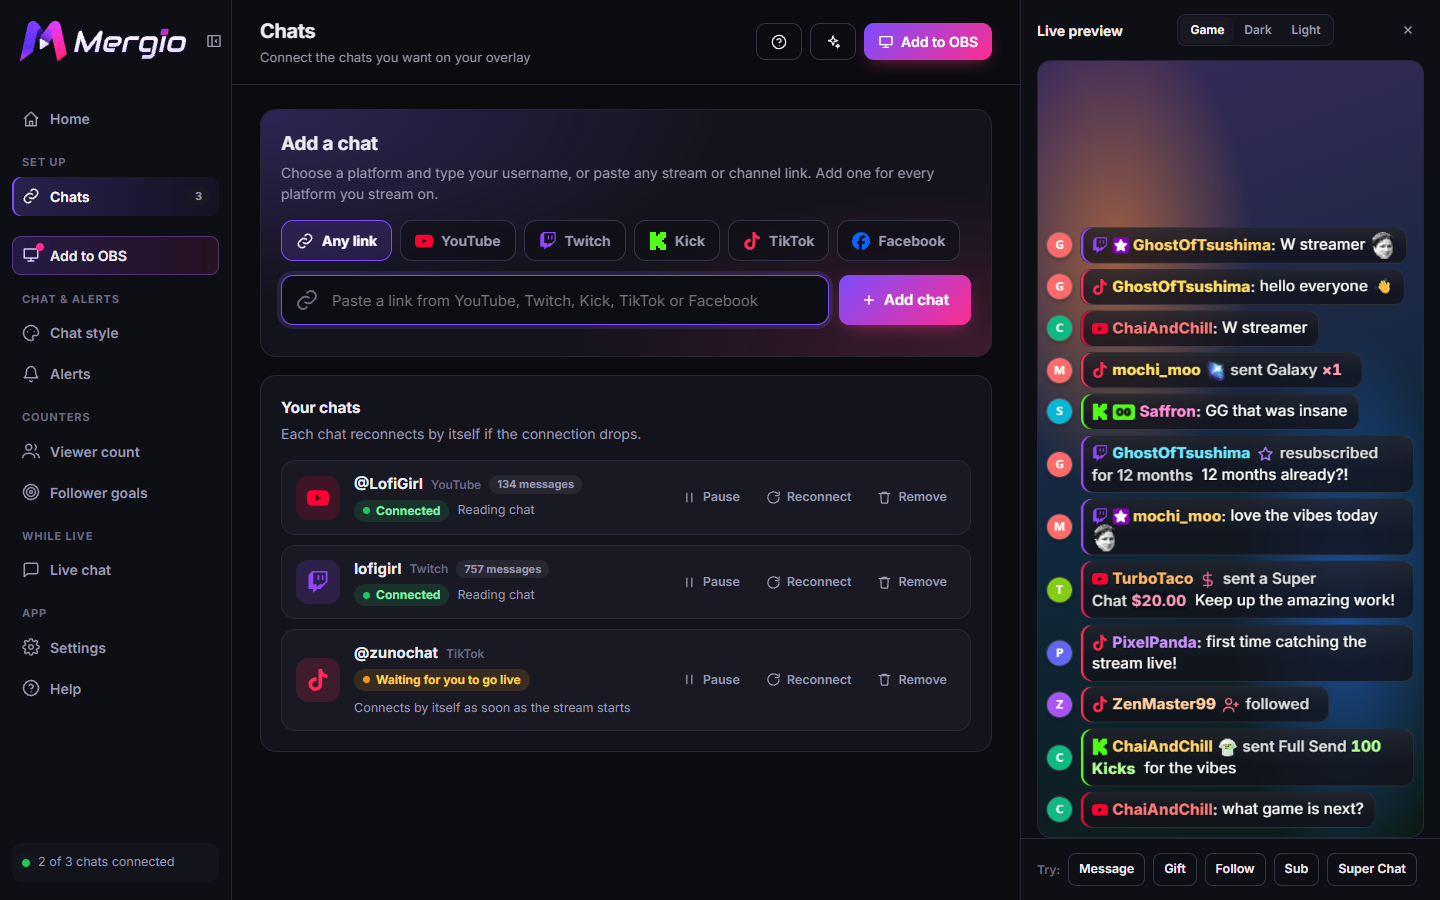 Mergio
Home
SET UP
Chats
3
Add to OBS
CHAT & ALERTS
Chat style
Alerts
COUNTERS
Viewer count
Follower goals
WHILE LIVE
Live chat
APP
Settings
Help
2 of 3 chats connected
Chats
Connect the chats you want on your overlay
Add to OBS
Add a chat
Choose a platform and type your username, or paste any stream or channel link. Add one for every
platform you stream on.
Any link
YouTube
Twitch
Kick
TikTok
Facebook
Paste a link from YouTube, Twitch, Kick, TikTok or Facebook
+ Add chat
Your chats
Each chat reconnects by itself if the connection drops.
@LofiGirl YouTube 134 messages
Connected Reading chat
Pause Reconnect Remove
lofigirl Twitch 757 messages
Connected Reading chat
Pause Reconnect Remove
@zunochat TikTok
Waiting for you to go live
Connects by itself as soon as the stream starts
Pause Reconnect Remove
Live preview
Game Dark Light
G GhostOfTsushima: W streamer
G GhostOfTsushima: hello everyone
C ChaiAndChill: W streamer
M mochi_moo sent Galaxy ×1
S OG Saffron: GG that was insane
G GhostOfTsushima resubscribed
for 12 months 12 months already?!
M mochi_moo: love the vibes today
T TurboTaco $ sent a Super
Chat $20.00 Keep up the amazing work!
P PixelPanda: first time catching the
stream live!
Z ZenMaster99 followed
C ChaiAndChill sent Full Send 100
Kicks for the vibes
C ChaiAndChill: what game is next?
Try: Message Gift Follow Sub Super Chat